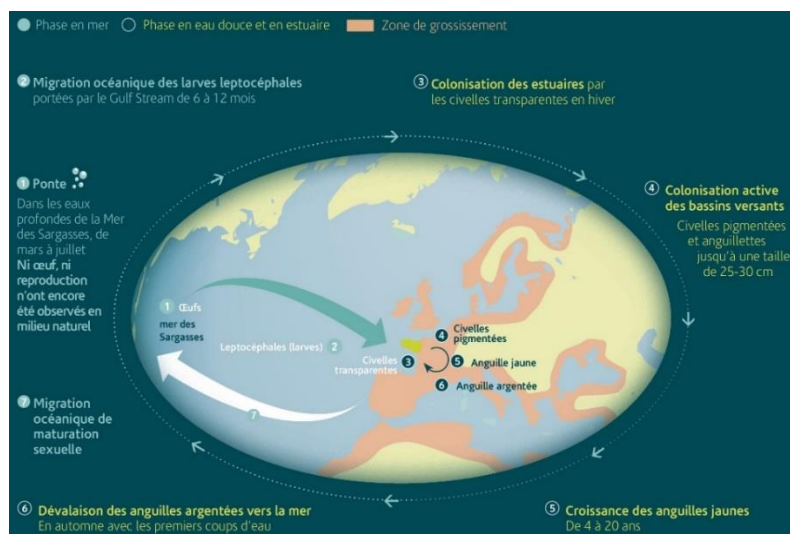 Phase en mer Phase en eau douce et en estuaire Zone de grossissement
2 Migration océanique des larves leptocéphales
portées par le Gulf Stream de 6 à 12 mois
3 Colonisation des estuaires par
les civelles transparentes en hiver
1 Ponte
Dans les eaux
profondes de la Mer
des Sargasses, de
mars à juillet
Ni œuf, ni
reproduction
n'ont encore
été observés en
milieu naturel
4 Colonisation active
des bassins versants
Civelles pigmentées
et anguillettes
jusqu'à une taille
de 25-30 cm
1 Œufs
mer des
Sargasses
Leptocéphales (larves) 2
Civelles
transparentes 3
4 Civelles
pigmentées
5 Anguille jaune
6 Anguille argentée
7
7 Migration
océanique de
maturation
sexuelle
6 Dévalaison des anguilles argentées vers la mer
En automne avec les premiers coups d'eau
5 Croissance des anguilles jaunes
De 4 à 20 ans